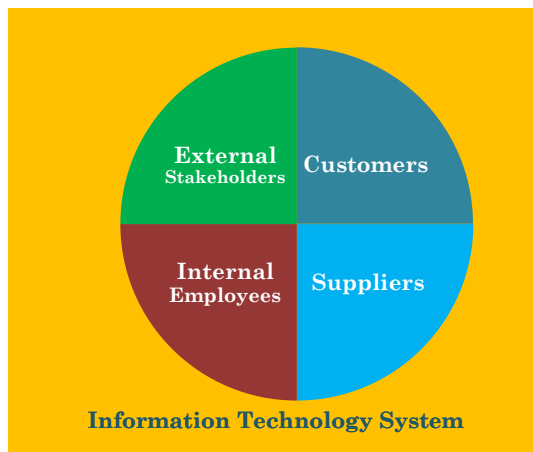 External
Stakeholders
Customers
Internal
Employees
Suppliers
Information Technology System